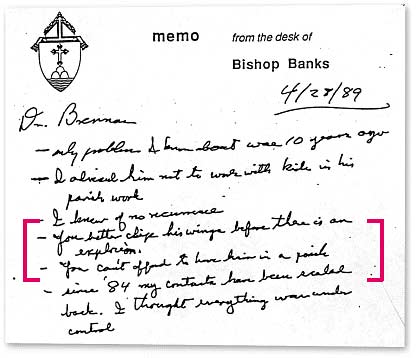 memo
from the desk of
Bishop Banks
4/28/89
Dr. Brennan
- only problem I know about was 10 years ago
- I advised him not to work with kids in his
parish work
- I knew of no recurrence
- You better clip his wings before there is an
explosion.
- You can't afford to have him in a parish
- since '84 my contacts have been scaled
back. I thought everything was under
control